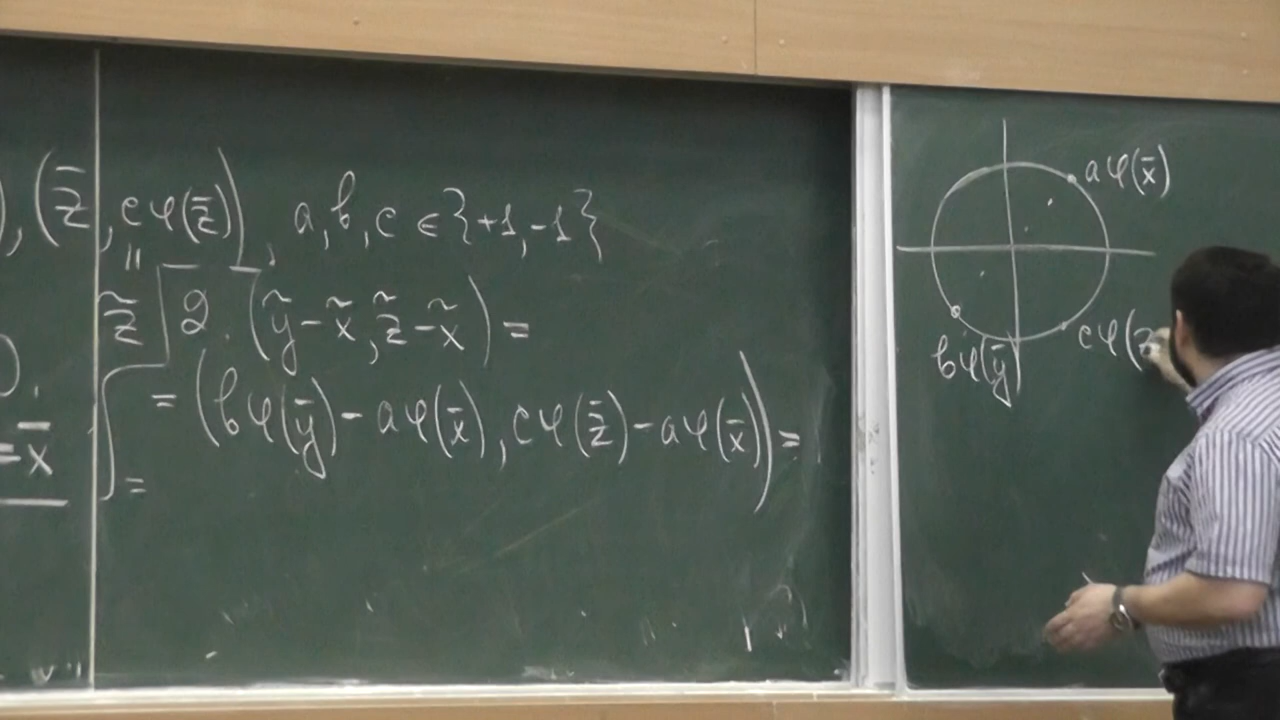 ), (z̄, cφ(z̄)), a, b, c ∈ {+1, -1}
‖
z̃ | 2 · (ỹ - x̃, z̃ - x̃) =
= (bφ(ȳ) - aφ(x̄), cφ(z̄) - aφ(x̄)) =
=
).
= x̄
aφ(x̄)
bφ(ȳ)
cφ(z